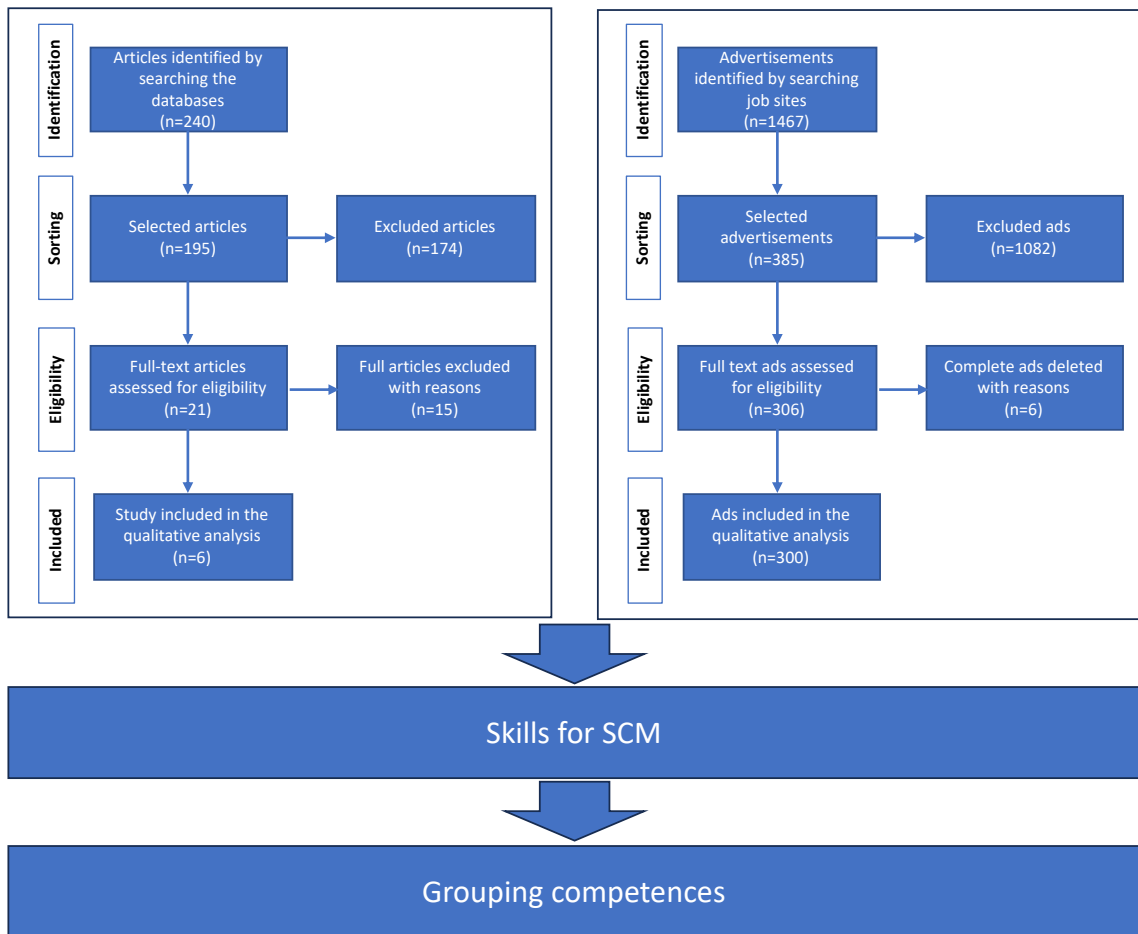 Identification
Articles identified by
searching the
databases
(n=240)
Sorting
Selected articles
(n=195)
Excluded articles
(n=174)
Eligibility
Full-text articles
assessed for eligibility
(n=21)
Full articles excluded
with reasons
(n=15)
Included
Study included in the
qualitative analysis
(n=6)
Identification
Advertisements
identified by searching
job sites
(n=1467)
Sorting
Selected
advertisements
(n=385)
Excluded ads
(n=1082)
Eligibility
Full text ads assessed
for eligibility
(n=306)
Complete ads deleted
with reasons
(n=6)
Included
Ads included in the
qualitative analysis
(n=300)
Skills for SCM
Grouping competences